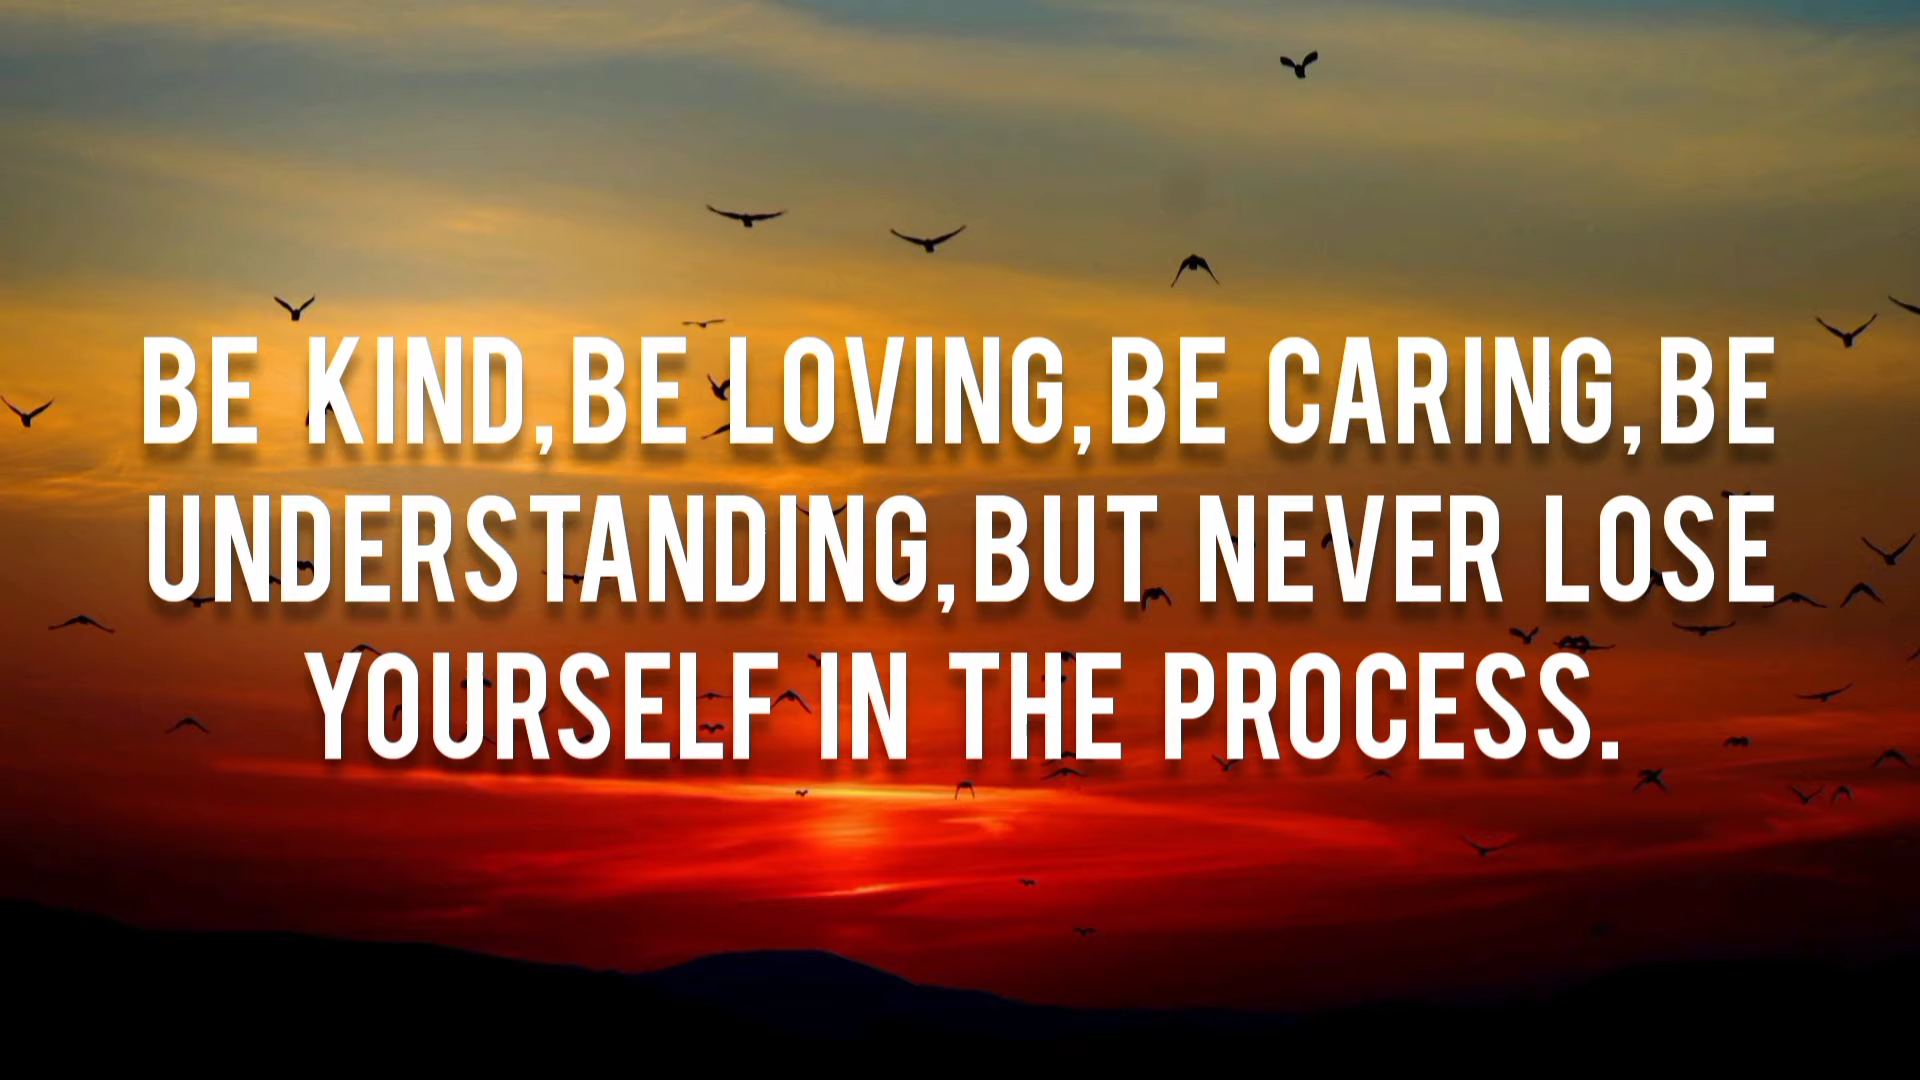 BE KIND,BE LOVING,BE CARING,BE
UNDERSTANDING,BUT NEVER LOSE
YOURSELF IN THE PROCESS.